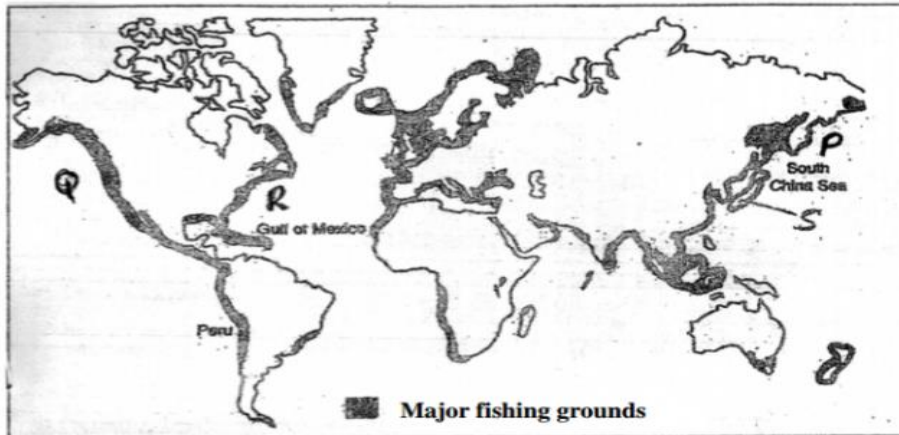 P
South
China Sea
Q
R
Gulf of Mexico
S
Peru
Major fishing grounds